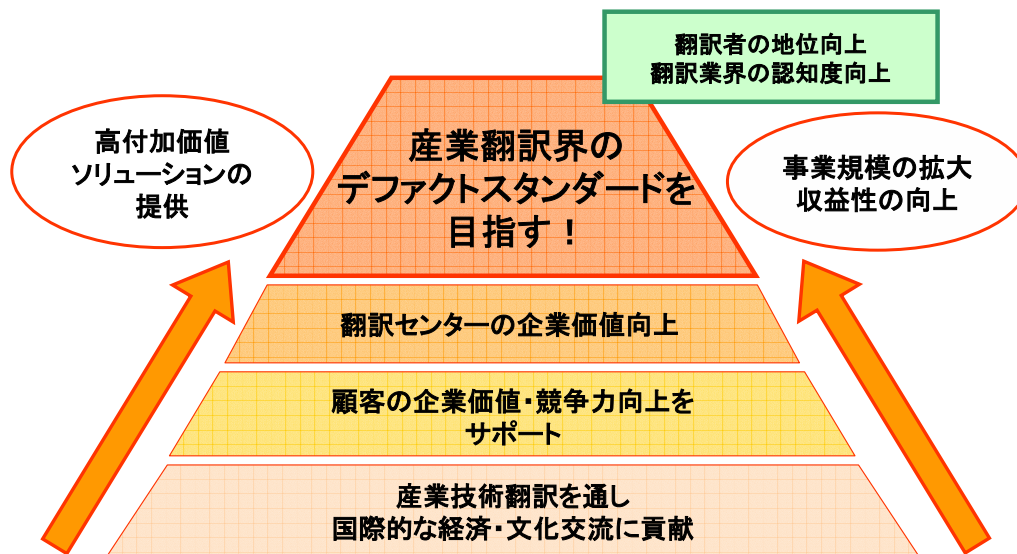 翻訳者の地位向上
翻訳業界の認知度向上
高付加価値
ソリューションの
提供
産業翻訳界の
デファクトスタンダードを
目指す！
事業規模の拡大
収益性の向上
翻訳センターの企業価値向上
顧客の企業価値・競争力向上を
サポート
産業技術翻訳を通し
国際的な経済・文化交流に貢献